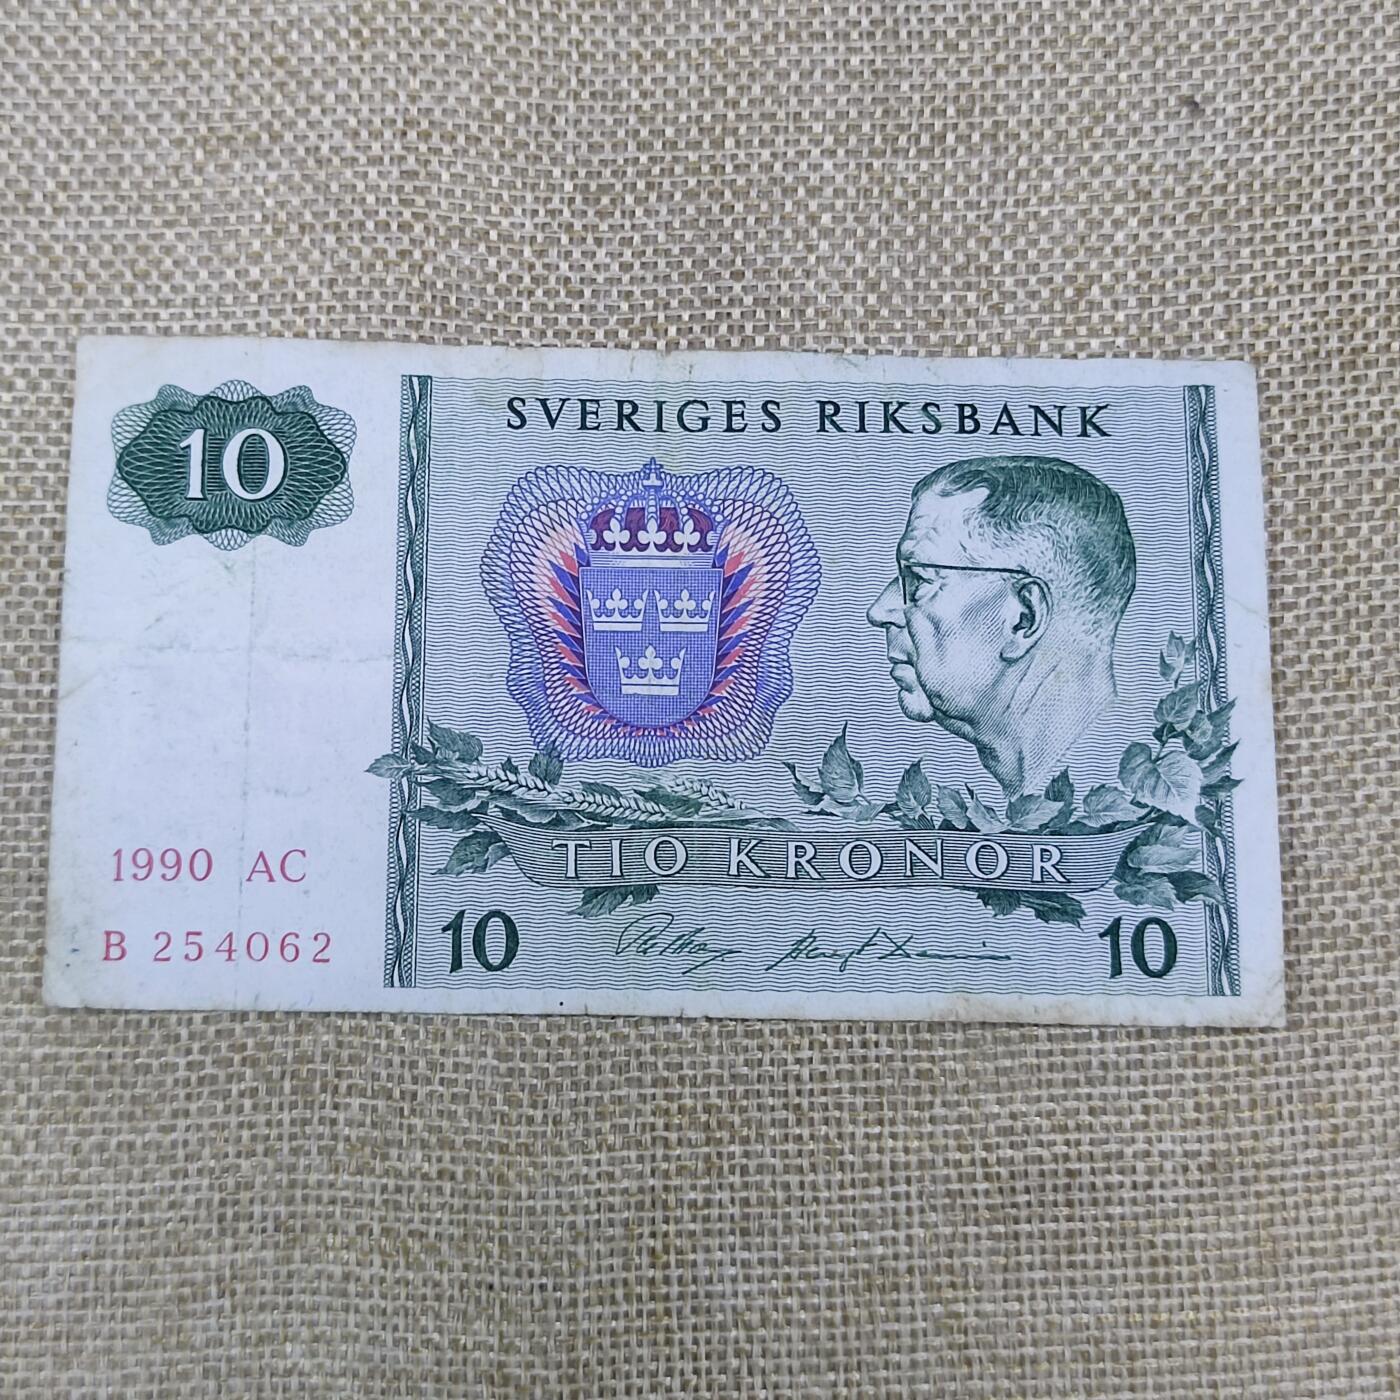 10
SVERIGES RIKSBANK
TIO KRONOR
1990 AC
B 254062
10
10